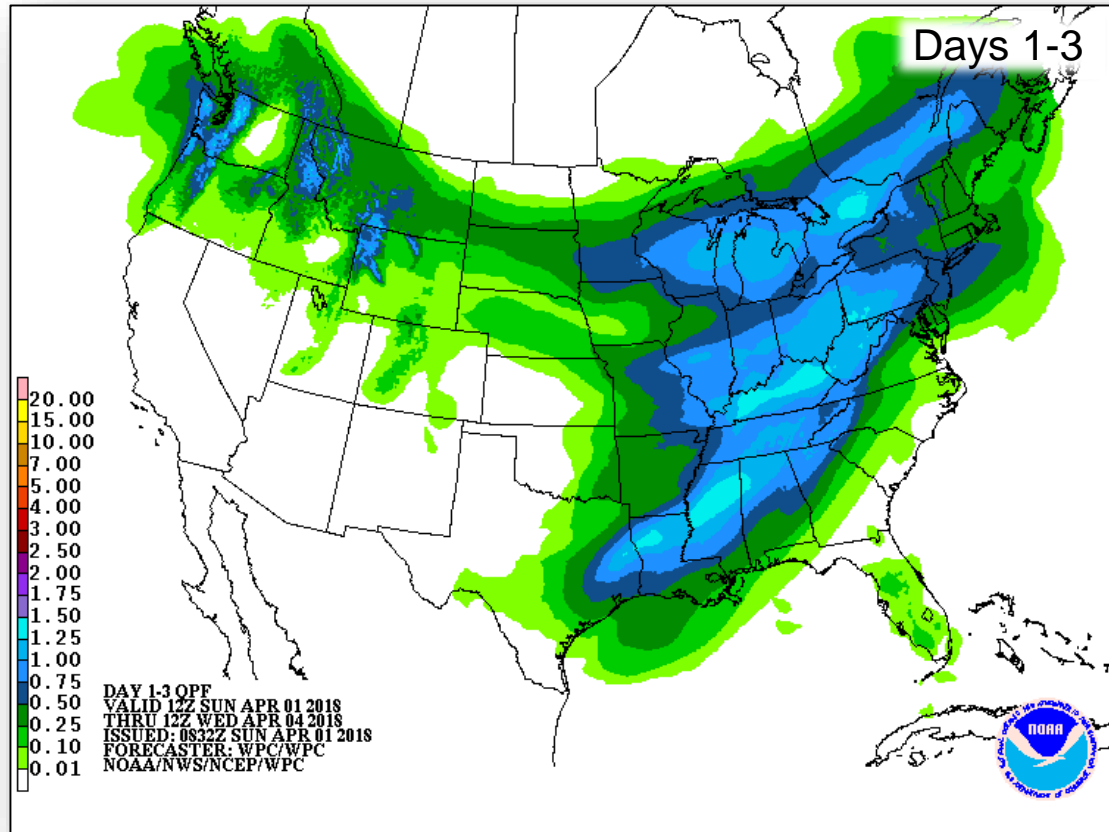 Days 1-3
20.00
15.00
10.00
7.00
5.00
4.00
3.00
2.50
2.00
1.75
1.50
1.25
1.00
0.75
0.50
0.25
0.10
0.01
DAY 1-3 QPF
VALID 12Z SUN APR 01 2018
THRU 12Z WED APR 04 2018
ISSUED: 0832Z SUN APR 01 2018
FORECASTER: WPC/WPC
NOAA/NWS/NCEP/WPC
NOAA